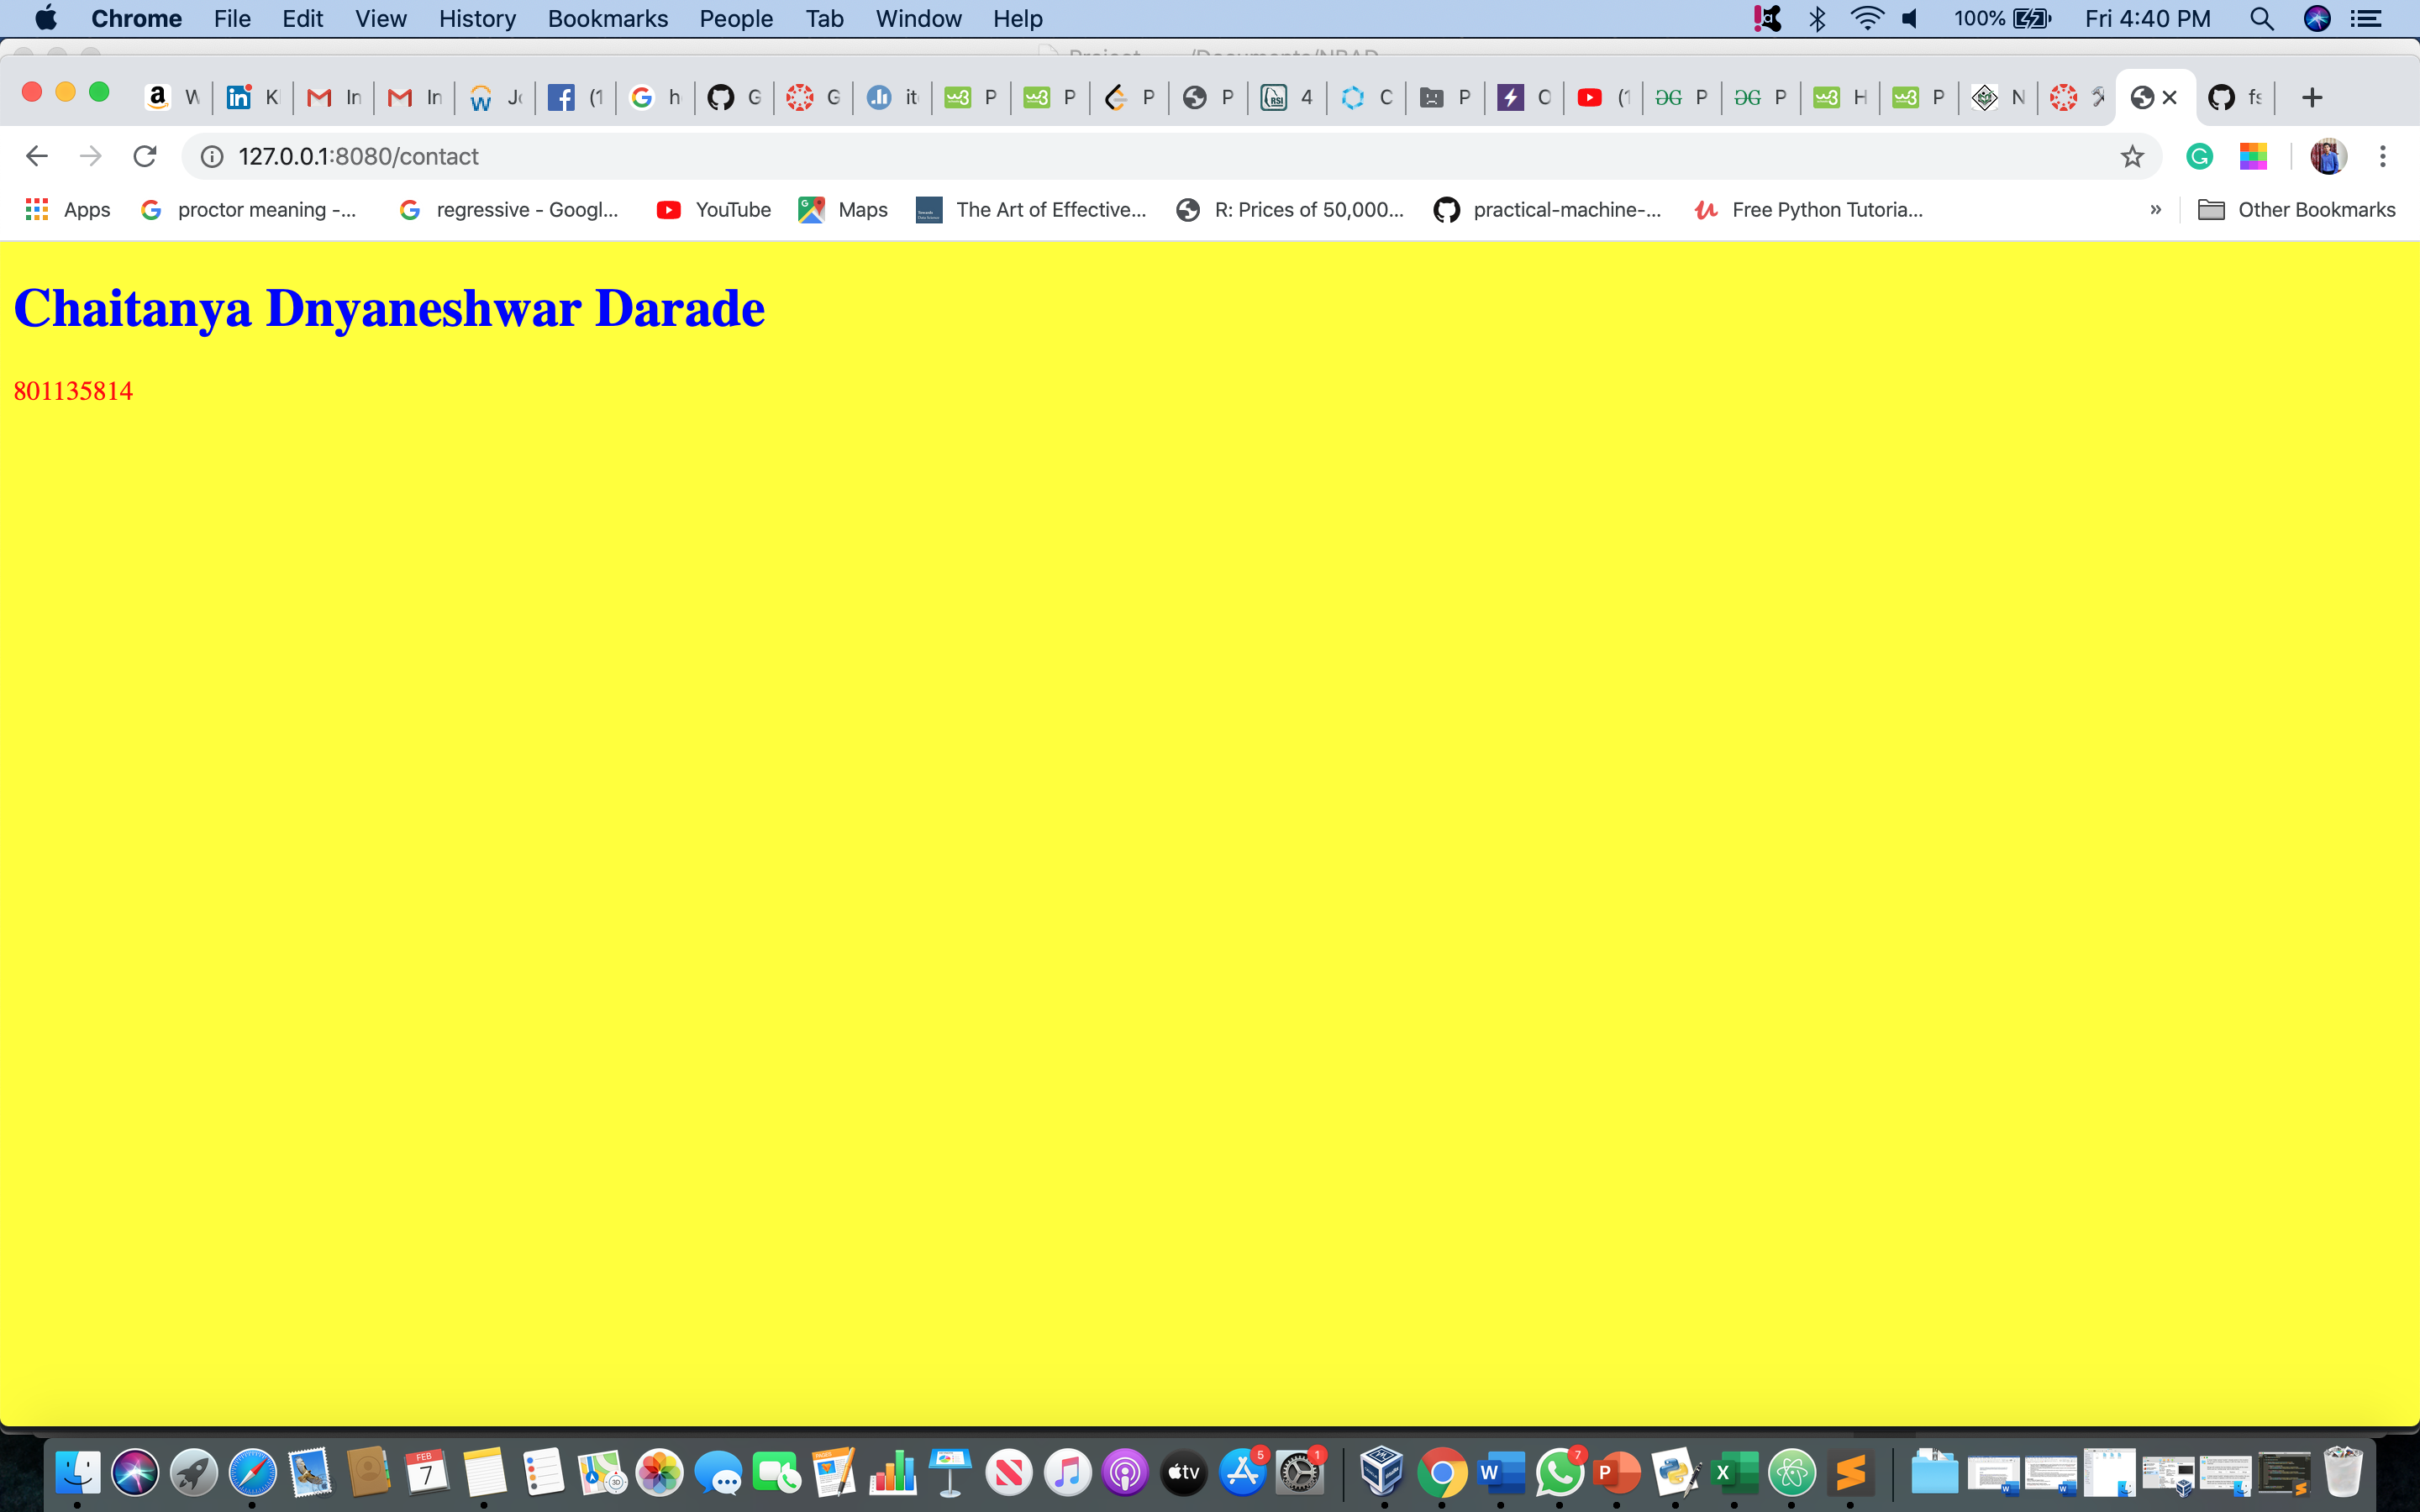 Chrome File Edit View History Bookmarks People Tab Window Help 100% Fri 4:40 PM
W K In In (1 h G G it P P P P 4 C P O (1 P P H P N fs
127.0.0.1:8080/contact
Apps proctor meaning -... regressive - Googl... YouTube Maps The Art of Effective... R: Prices of 50,000... practical-machine-... Free Python Tutoria... » Other Bookmarks
Chaitanya Dnyaneshwar Darade
801135814
FEB
7
tv 5 1 W 7 P X